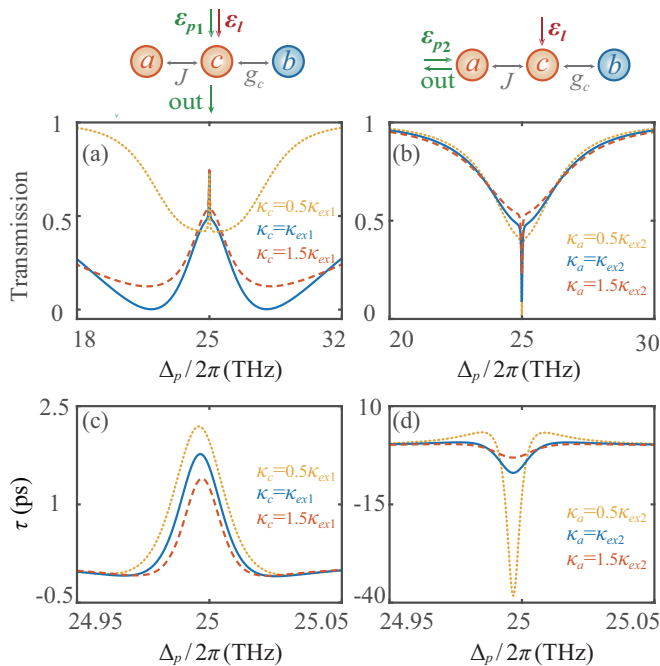 ε_p1 ε_l
a J c g_c b
out
ε_p2 ε_l
a J c g_c b
out
(a)
Transmission
1
0.5
0
κ_c=0.5κ_ex1
κ_c=κ_ex1
κ_c=1.5κ_ex1
18 25 32
Δ_p/2π(THz)
(b)
1
0.5
0
κ_a=0.5κ_ex2
κ_a=κ_ex2
κ_a=1.5κ_ex2
20 25 30
Δ_p/2π(THz)
(c)
τ (ps)
2.5
1
-0.5
κ_c=0.5κ_ex1
κ_c=κ_ex1
κ_c=1.5κ_ex1
24.95 25 25.05
Δ_p/2π(THz)
(d)
10
-15
-40
κ_a=0.5κ_ex2
κ_a=κ_ex2
κ_a=1.5κ_ex2
24.95 25 25.05
Δ_p/2π(THz)